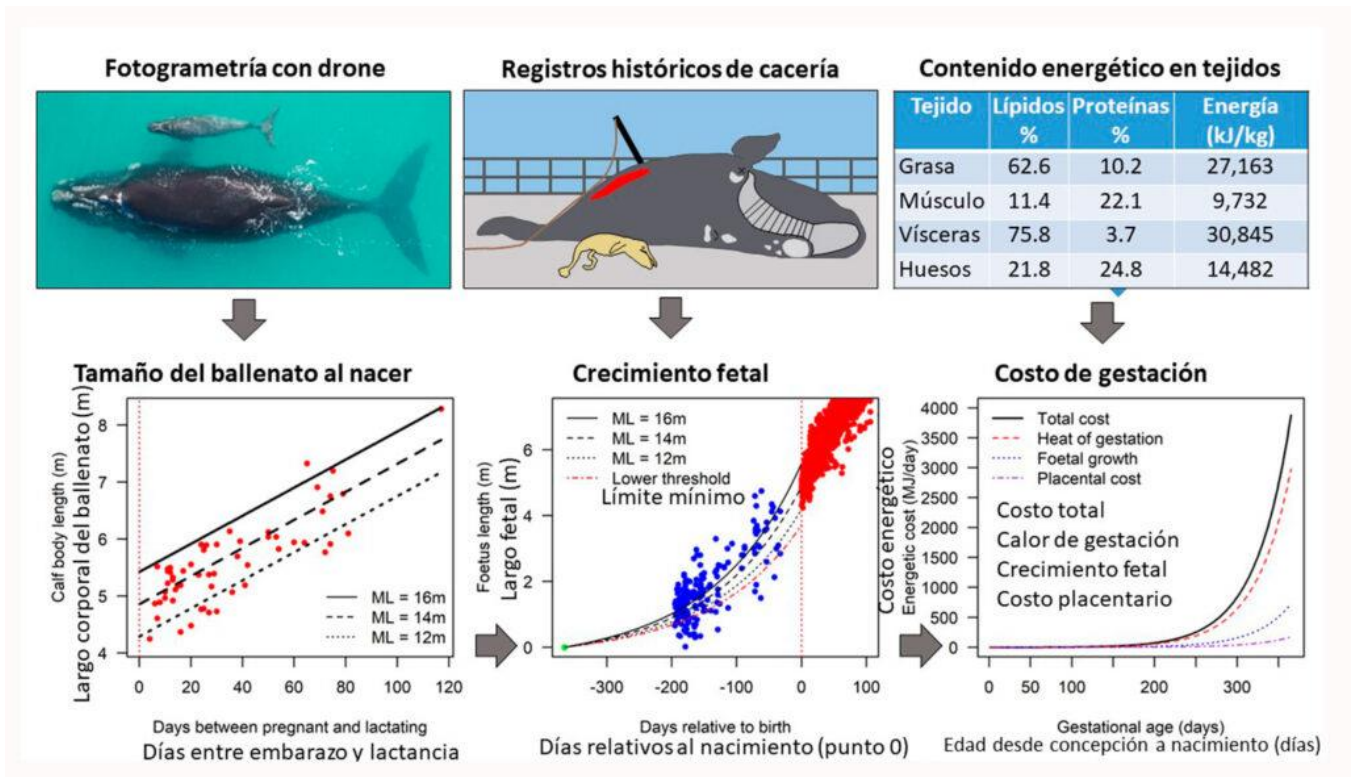 Fotogrametría con drone
Registros históricos de cacería
Contenido energético en tejidos
Tejido Lípidos % Proteínas % Energía (kJ/kg)
Grasa 62.6 10.2 27,163
Músculo 11.4 22.1 9,732
Vísceras 75.8 3.7 30,845
Huesos 21.8 24.8 14,482
Tamaño del ballenato al nacer
Largo corporal del ballenato (m)
Calf body length (m)
8
7
6
5
4
ML = 16m
ML = 14m
ML = 12m
0 20 40 60 80 100 120
Days between pregnant and lactating
Días entre embarazo y lactancia
Crecimiento fetal
Foetus length (m)
Largo fetal (m)
6
4
2
0
ML = 16m
ML = 14m
ML = 12m
Lower threshold
Límite mínimo
-300 -200 -100 0 100
Days relative to birth
Días relativos al nacimiento (punto 0)
Costo de gestación
Costo energético
Energetic cost (MJ/day)
4000
3500
3000
2500
2000
1500
1000
500
0
Total cost
Heat of gestation
Foetal growth
Placental cost
Costo total
Calor de gestación
Crecimiento fetal
Costo placentario
0 50 100 200 300
Gestational age (days)
Edad desde concepción a nacimiento (días)